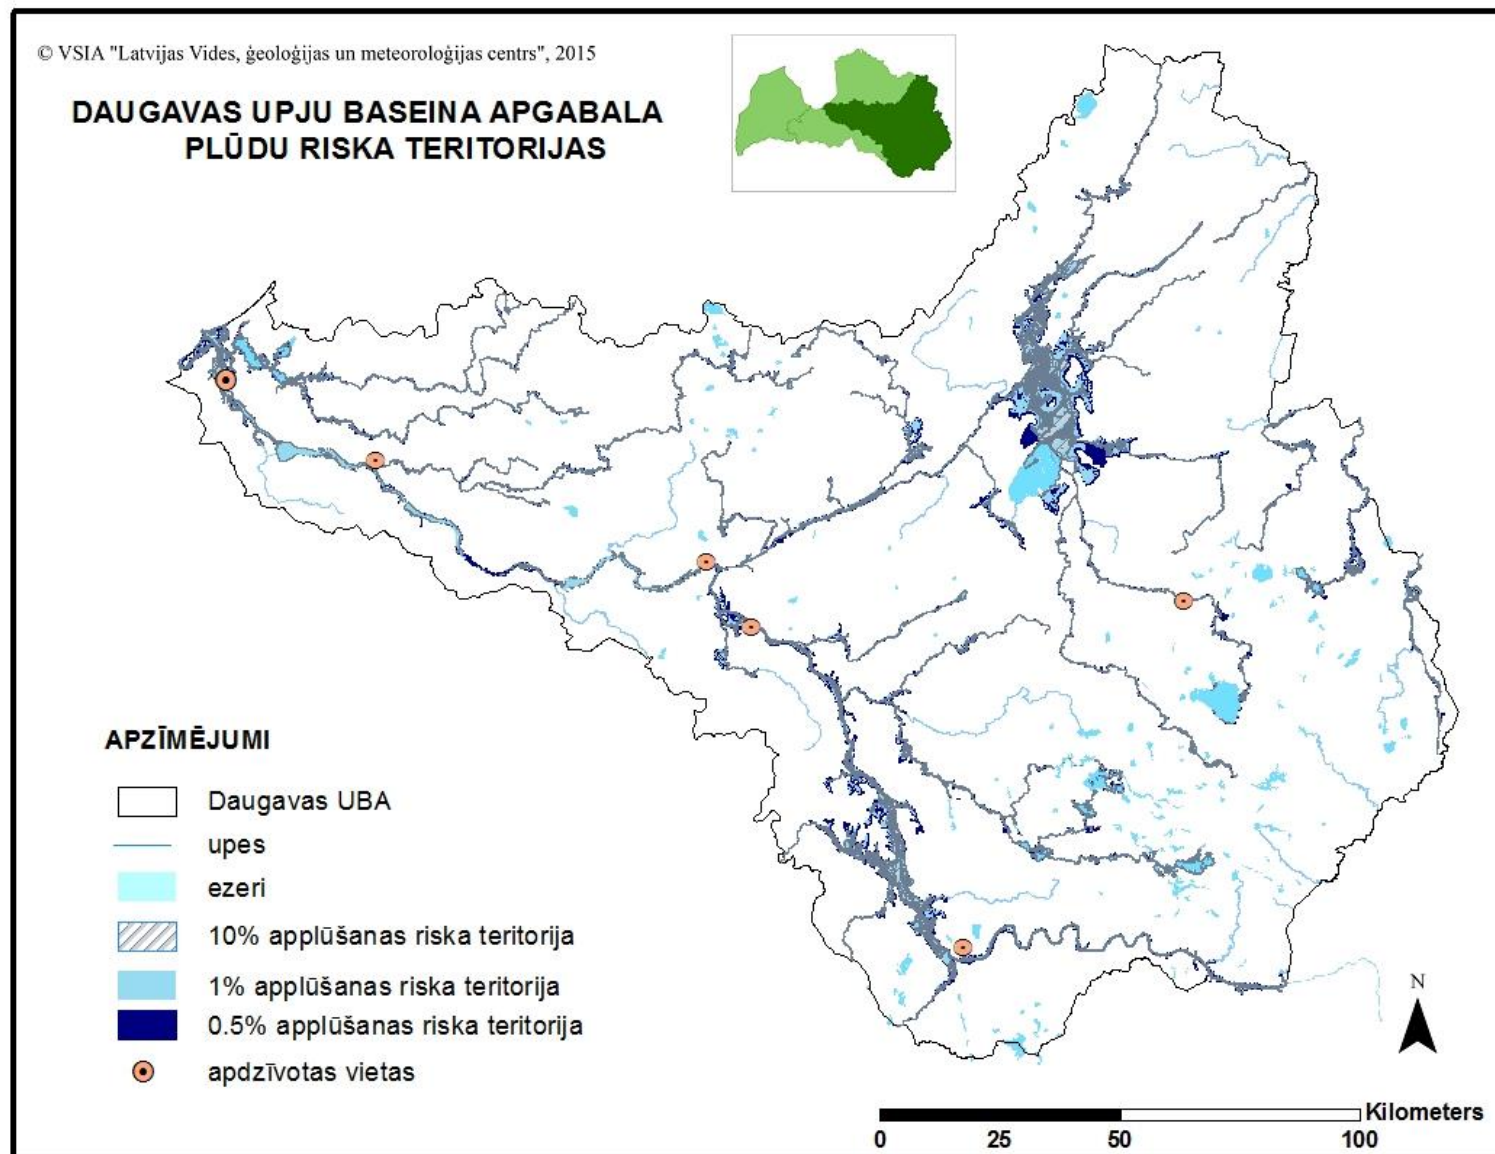 © VSIA "Latvijas Vides, ģeoloģijas un meteoroloģijas centrs", 2015
DAUGAVAS UPJU BASEINA APGABALA
PLŪDU RISKA TERITORIJAS
APZĪMĒJUMI
Daugavas UBA
upes
ezeri
10% applūšanas riska teritorija
1% applūšanas riska teritorija
0.5% applūšanas riska teritorija
apdzīvotas vietas
N
Kilometers
0 25 50 100